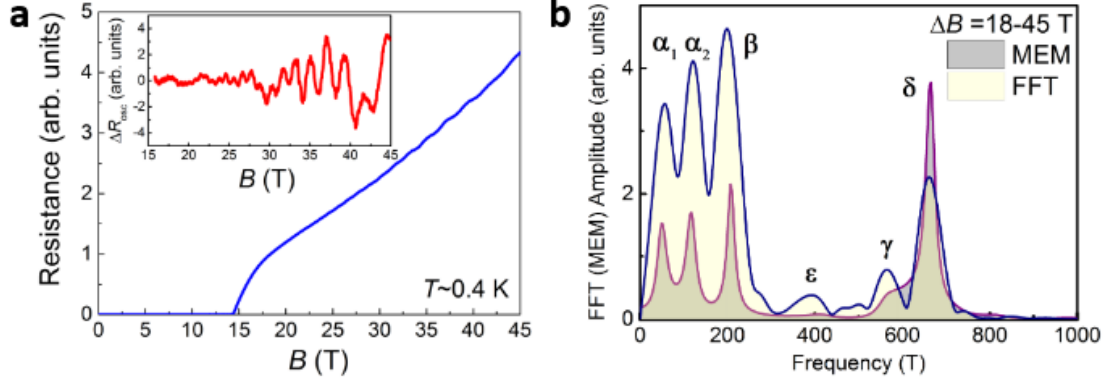 a
Resistance (arb. units)
5
4
3
2
1
0
0 5 10 15 20 25 30 35 40 45
B (T)
T~0.4 K
ΔR_osc (arb. units)
4
2
0
-2
-4
15 20 25 30 35 40 45
B (T)
b
FFT (MEM) Amplitude (arb. units)
4
2
0
0 200 400 600 800 1000
Frequency (T)
ΔB =18-45 T
MEM
FFT
α₁ α₂ β
ε
γ
δ